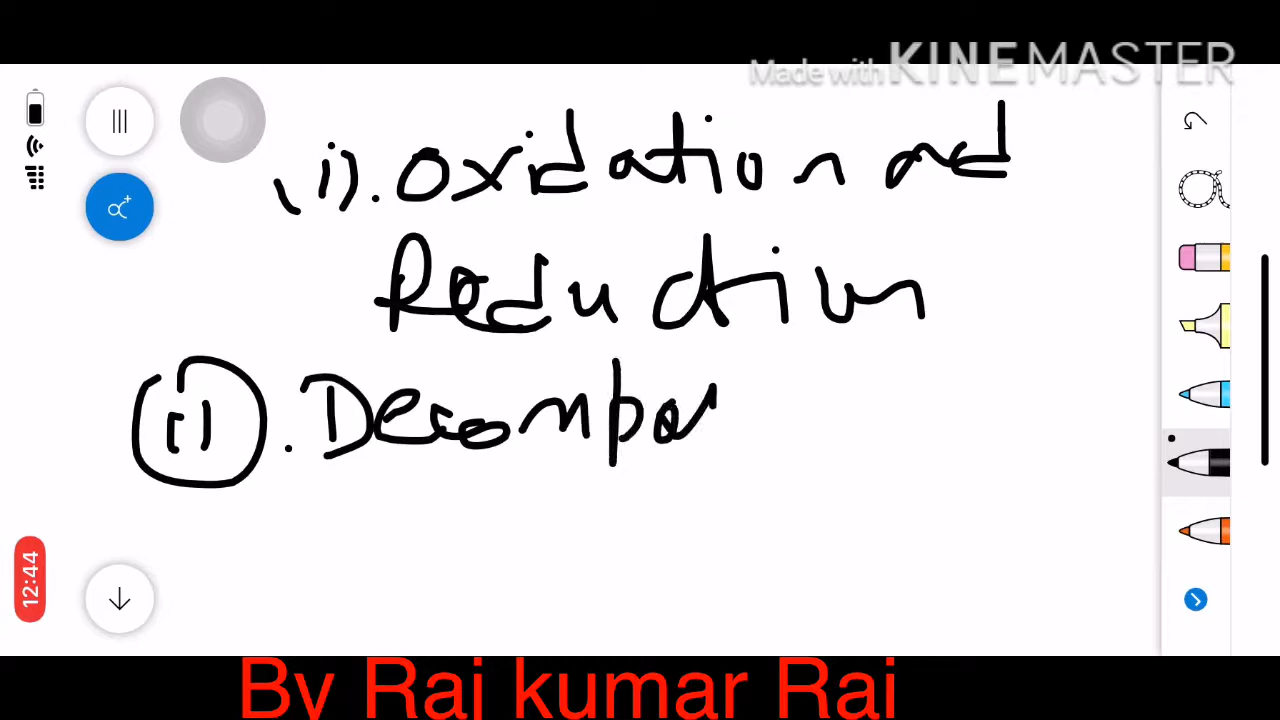 Made with KINEMASTER
(i). Oxidation and
Reduction
(ii). Decompos
12:44
By Raj kumar Rai